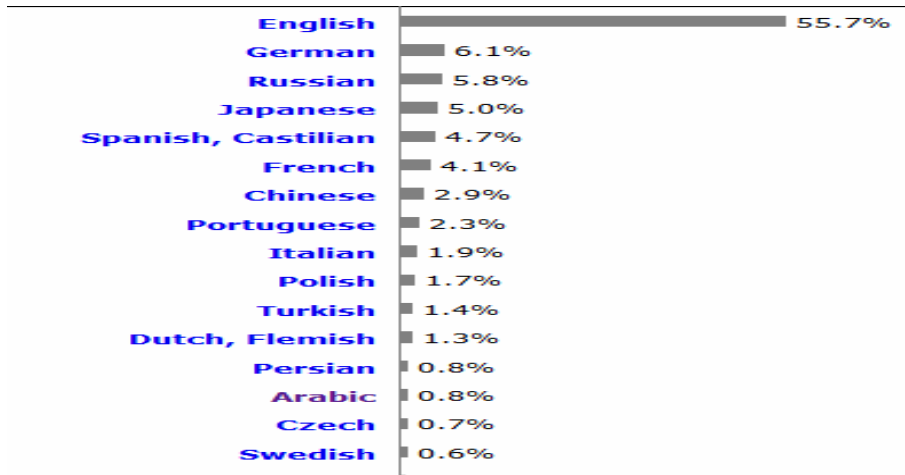 English 55.7%
German 6.1%
Russian 5.8%
Japanese 5.0%
Spanish, Castilian 4.7%
French 4.1%
Chinese 2.9%
Portuguese 2.3%
Italian 1.9%
Polish 1.7%
Turkish 1.4%
Dutch, Flemish 1.3%
Persian 0.8%
Arabic 0.8%
Czech 0.7%
Swedish 0.6%